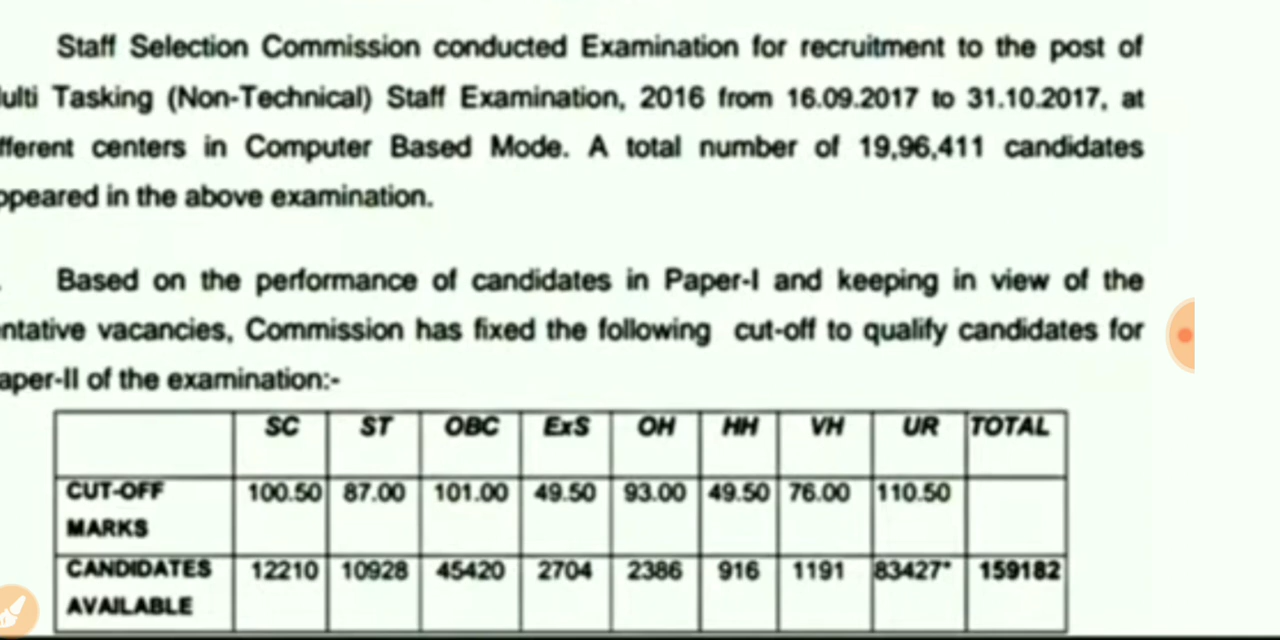 Staff Selection Commission conducted Examination for recruitment to the post of
ulti Tasking (Non-Technical) Staff Examination, 2016 from 16.09.2017 to 31.10.2017, at
fferent centers in Computer Based Mode. A total number of 19,96,411 candidates
ppeared in the above examination.
Based on the performance of candidates in Paper-I and keeping in view of the
ntative vacancies, Commission has fixed the following cut-off to qualify candidates for
aper-II of the examination:-
SC ST OBC ExS OH HH VH UR TOTAL
CUT-OFF MARKS 100.50 87.00 101.00 49.50 93.00 49.50 76.00 110.50
CANDIDATES AVAILABLE 12210 10928 45420 2704 2386 916 1191 83427* 159182